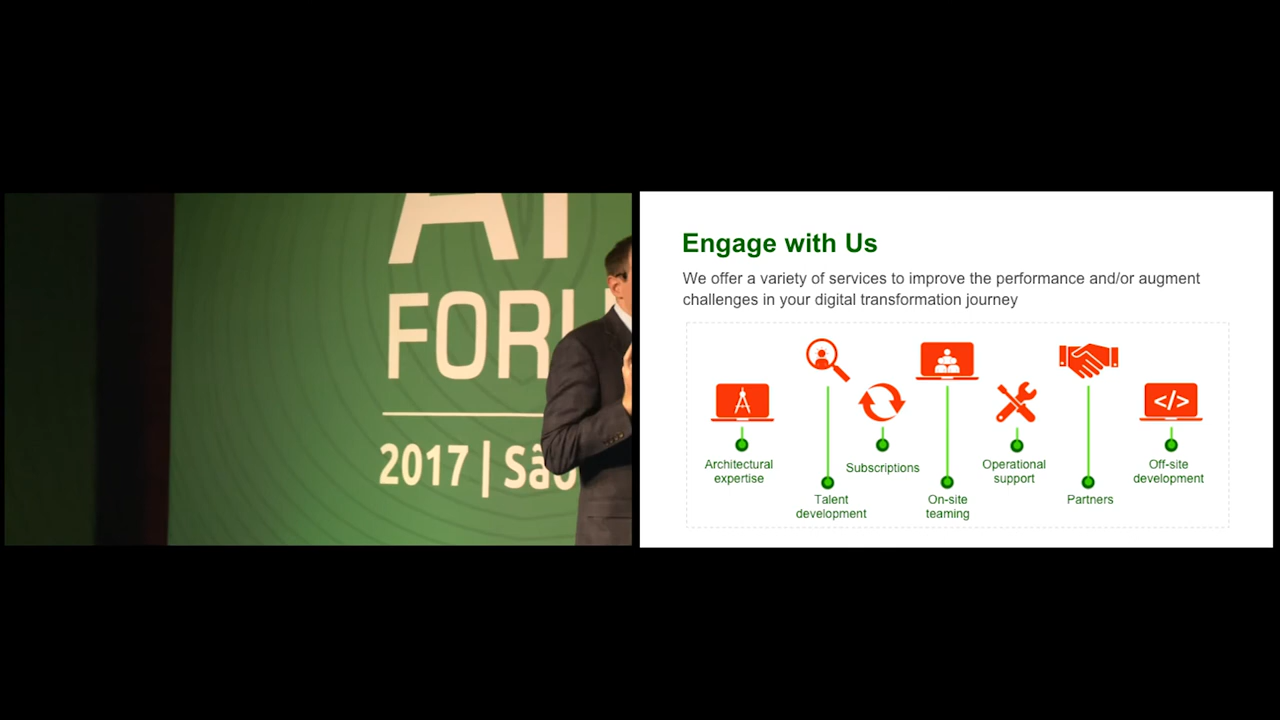 FORU
2017 | São
Engage with Us
We offer a variety of services to improve the performance and/or augment
challenges in your digital transformation journey
Architectural
expertise
Talent
development
Subscriptions
On-site
teaming
Operational
support
Partners
Off-site
development